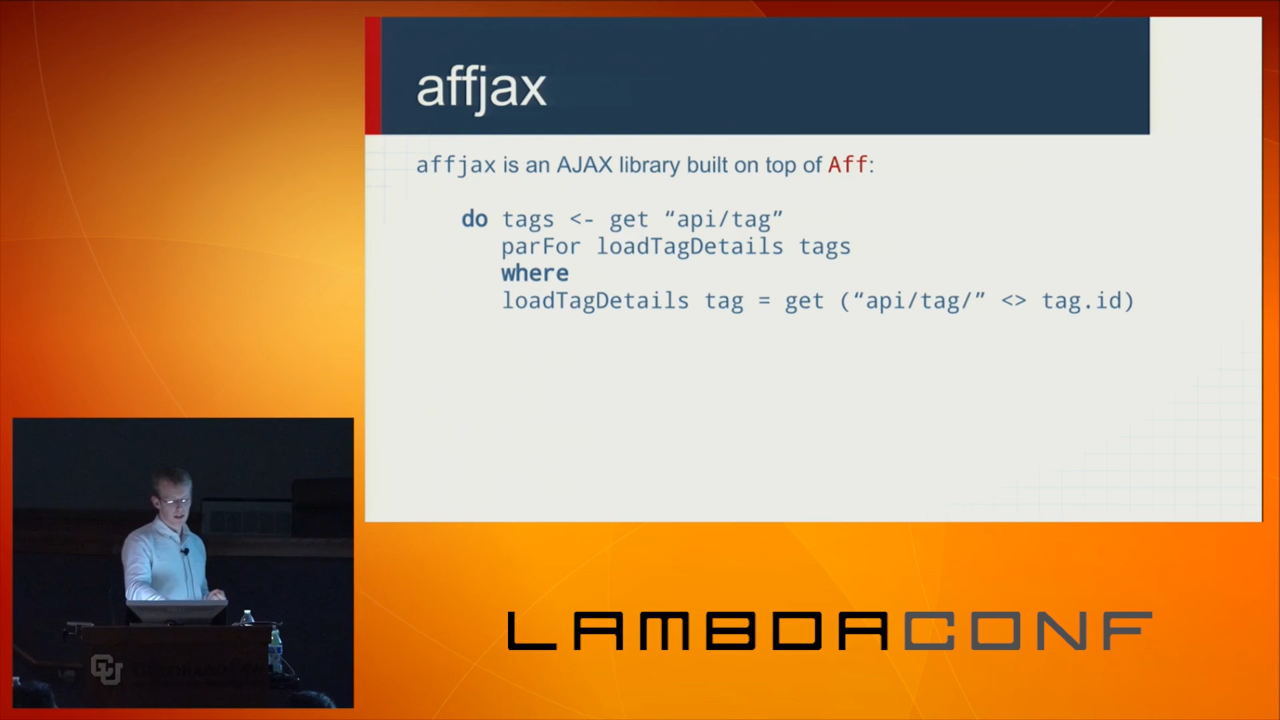 affjax
affjax is an AJAX library built on top of Aff:
do tags <- get “api/tag”
parFor loadTagDetails tags
where
loadTagDetails tag = get (“api/tag/” <> tag.id)
LAMBDACONF
CU